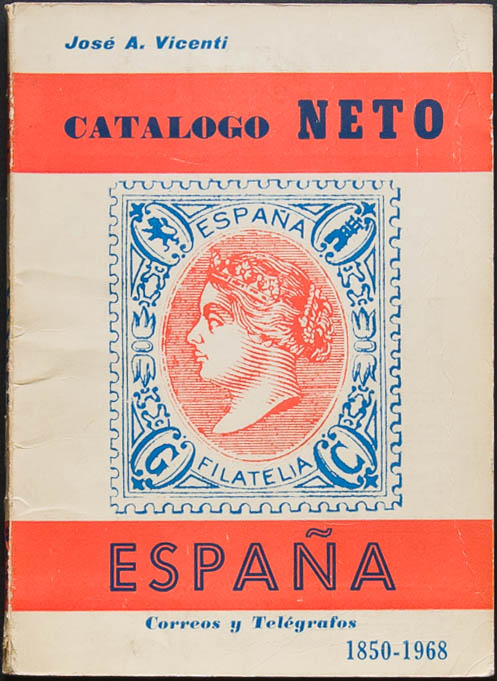 José A. Vicenti
CATALOGO NETO
ESPAÑA
FILATELIA
G C
ESPAÑA
Correos y Telégrafos
1850-1968